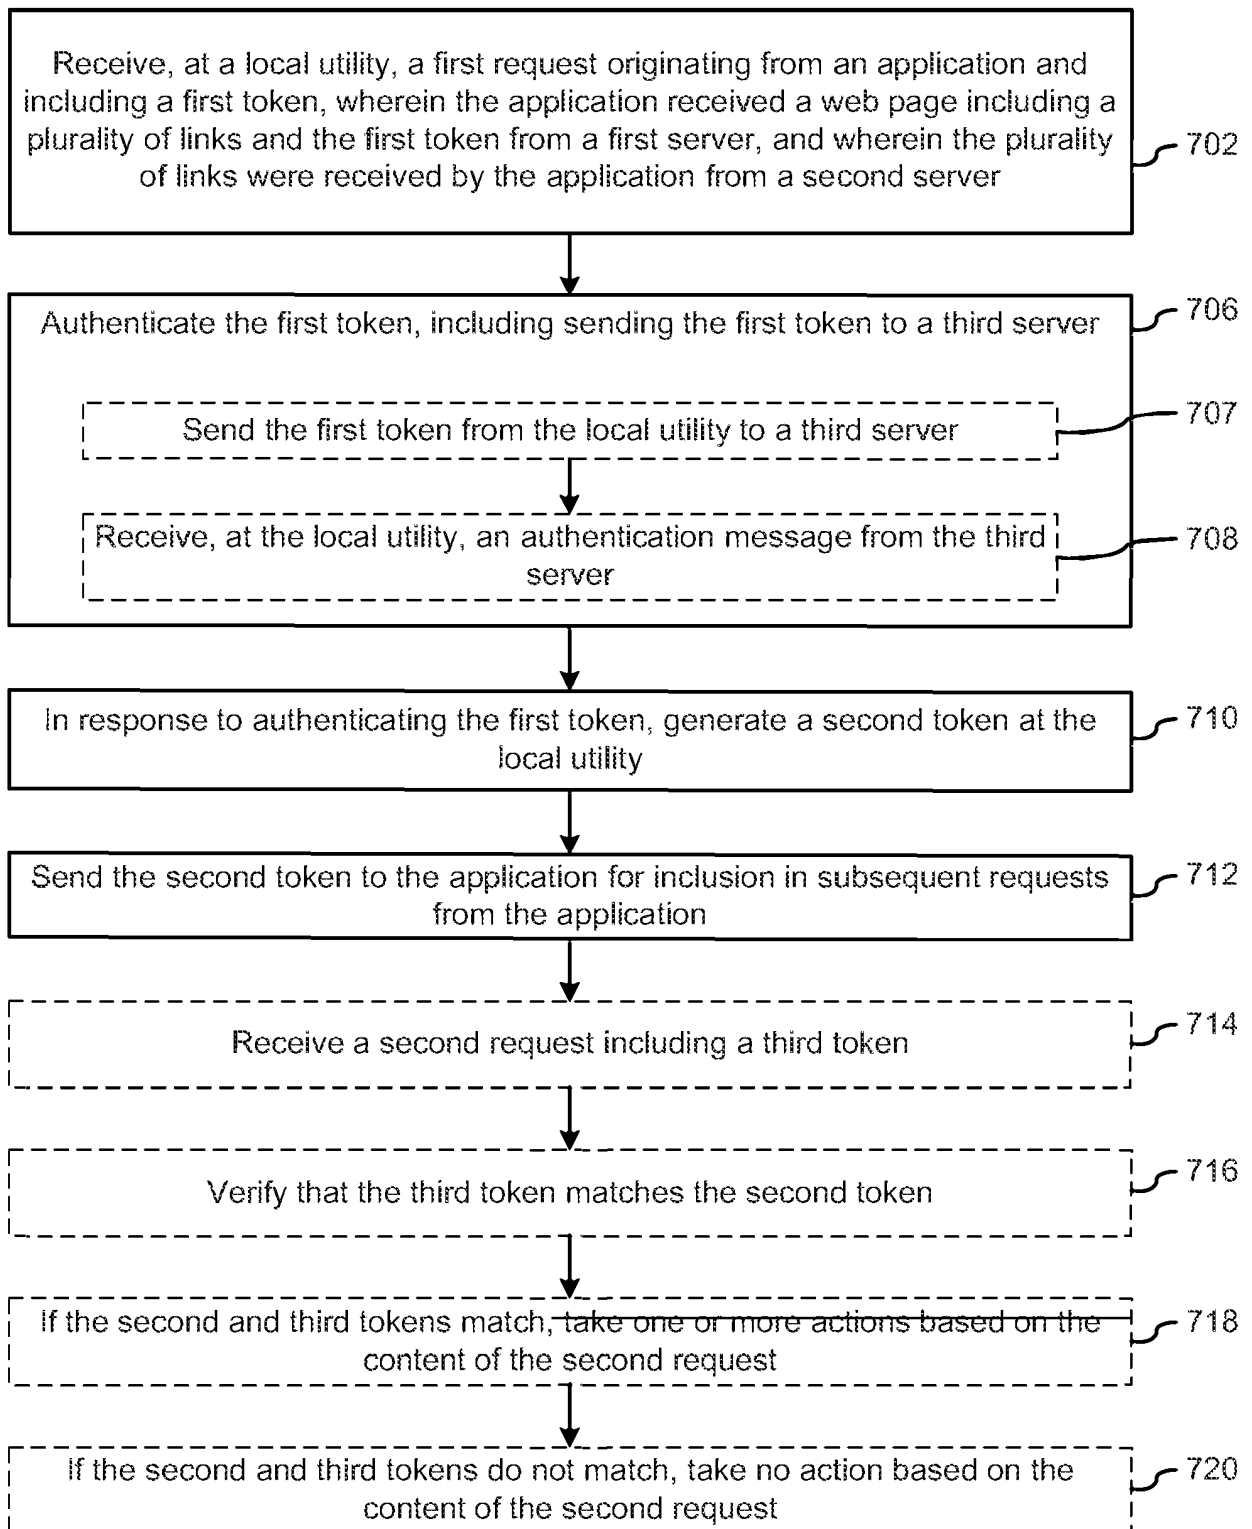 Receive, at a local utility, a first request originating from an application and
including a first token, wherein the application received a web page including a
plurality of links and the first token from a first server, and wherein the plurality
of links were received by the application from a second server
702
Authenticate the first token, including sending the first token to a third server
706
Send the first token from the local utility to a third server
707
Receive, at the local utility, an authentication message from the third
server
708
In response to authenticating the first token, generate a second token at the
local utility
710
Send the second token to the application for inclusion in subsequent requests
from the application
712
Receive a second request including a third token
714
Verify that the third token matches the second token
716
If the second and third tokens match, take one or more actions based on the
content of the second request
718
If the second and third tokens do not match, take no action based on the
content of the second request
720